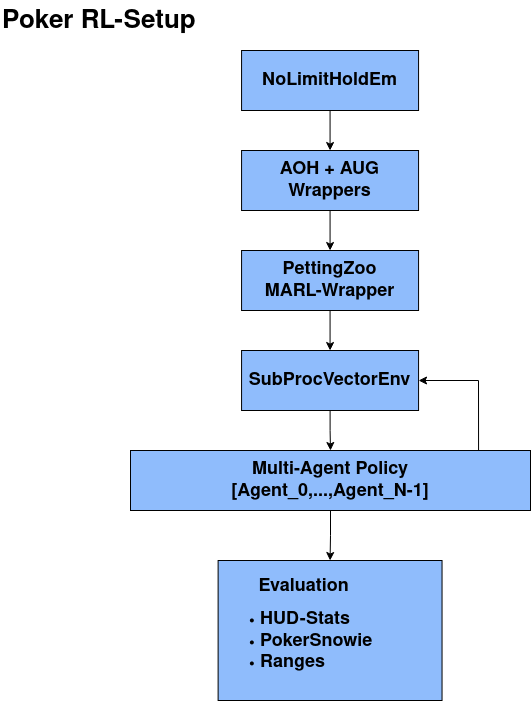 Poker RL-Setup
NoLimitHoldEm
AOH + AUG
Wrappers
PettingZoo
MARL-Wrapper
SubProcVectorEnv
Multi-Agent Policy
[Agent_0,...,Agent_N-1]
Evaluation
• HUD-Stats
• PokerSnowie
• Ranges